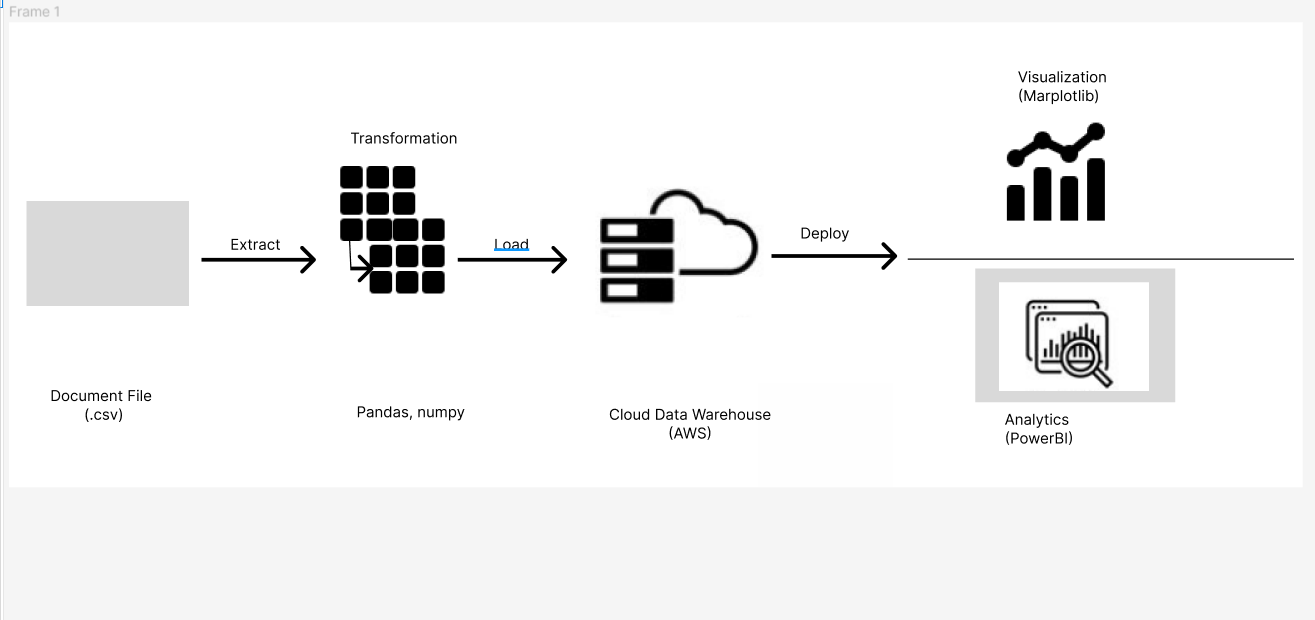 Frame 1
Visualization
(Marplotlib)
Transformation
Extract
Load
Deploy
Document File
(.csv)
Pandas, numpy
Cloud Data Warehouse
(AWS)
Analytics
(PowerBI)